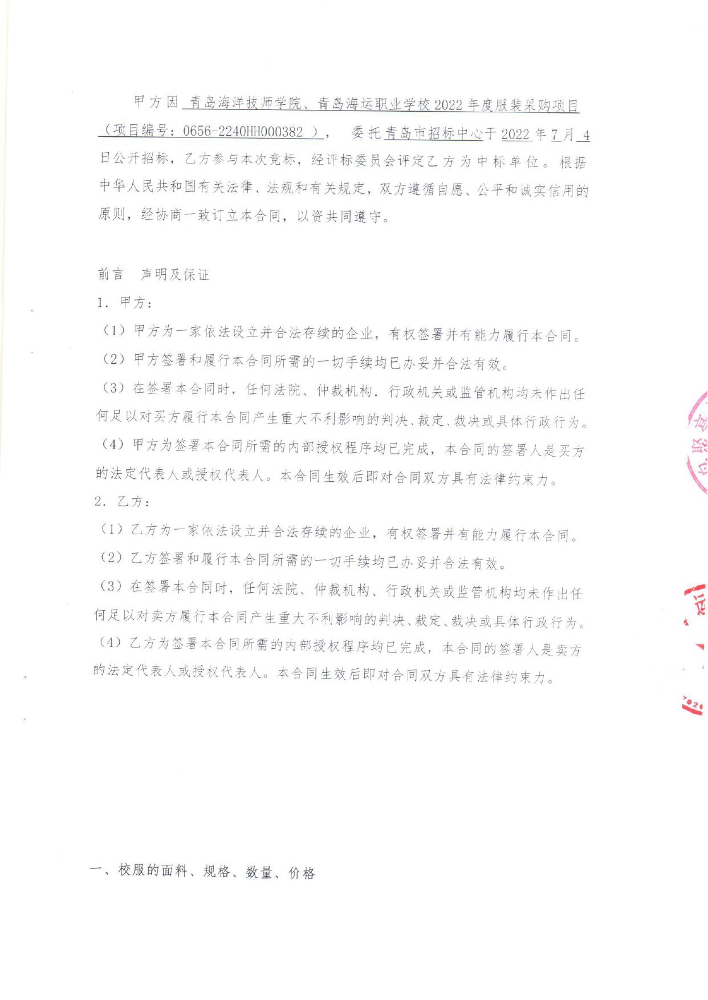 甲方因 青岛海洋技师学院、青岛海运职业学校2022年度服装采购项目
（项目编号：0656-2240HH000382 ）， 委托青岛市招标中心于2022年7月 4
日公开招标，乙方参与本次竞标，经评标委员会评定乙方为中标单位。根据
中华人民共和国有关法律、法规和有关规定，双方遵循自愿、公平和诚实信用的
原则，经协商一致订立本合同，以资共同遵守。
前言 声明及保证
1. 甲方：
（1）甲方为一家依法设立并合法存续的企业，有权签署并有能力履行本合同。
（2）甲方签署和履行本合同所需的一切手续均已办妥并合法有效。
（3）在签署本合同时，任何法院、仲裁机构．行政机关或监管机构均未作出任
何足以对买方履行本合同产生重大不利影响的判决、裁定、裁决或具体行政行为。
（4）甲方为签署本合同所需的内部授权程序均已完成，本合同的签署人是买方
的法定代表人或授权代表人。本合同生效后即对合同双方具有法律约束力。
2. 乙方：
（1）乙方为一家依法设立并合法存续的企业，有权签署并有能力履行本合同。
（2）乙方签署和履行本合同所需的一切手续均已办妥并合法有效。
（3）在签署本合同时，任何法院、仲裁机构、行政机关或监管机构均未作出任
何足以对卖方履行本合同产生重大不利影响的判决、裁定、裁决或具体行政行为。
（4）乙方为签署本合同所需的内部授权程序均已完成，本合同的签署人是卖方
的法定代表人或授权代表人。本合同生效后即对合同双方具有法律约束力。
一、校服的面料、规格、数量、价格